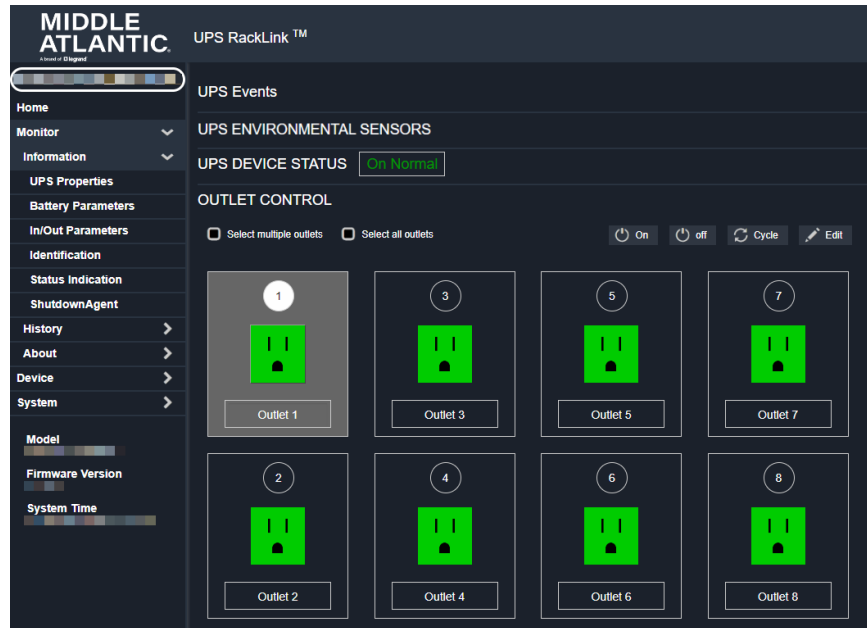 MIDDLE
ATLANTIC.
A brand of legrand
UPS RackLink TM
Home
Monitor
Information
UPS Properties
Battery Parameters
In/Out Parameters
Identification
Status Indication
ShutdownAgent
History
About
Device
System
Model
Firmware Version
System Time
UPS Events
UPS ENVIRONMENTAL SENSORS
UPS DEVICE STATUS On Normal
OUTLET CONTROL
Select multiple outlets Select all outlets On off Cycle Edit
1 3 5 7
Outlet 1 Outlet 3 Outlet 5 Outlet 7
2 4 6 8
Outlet 2 Outlet 4 Outlet 6 Outlet 8